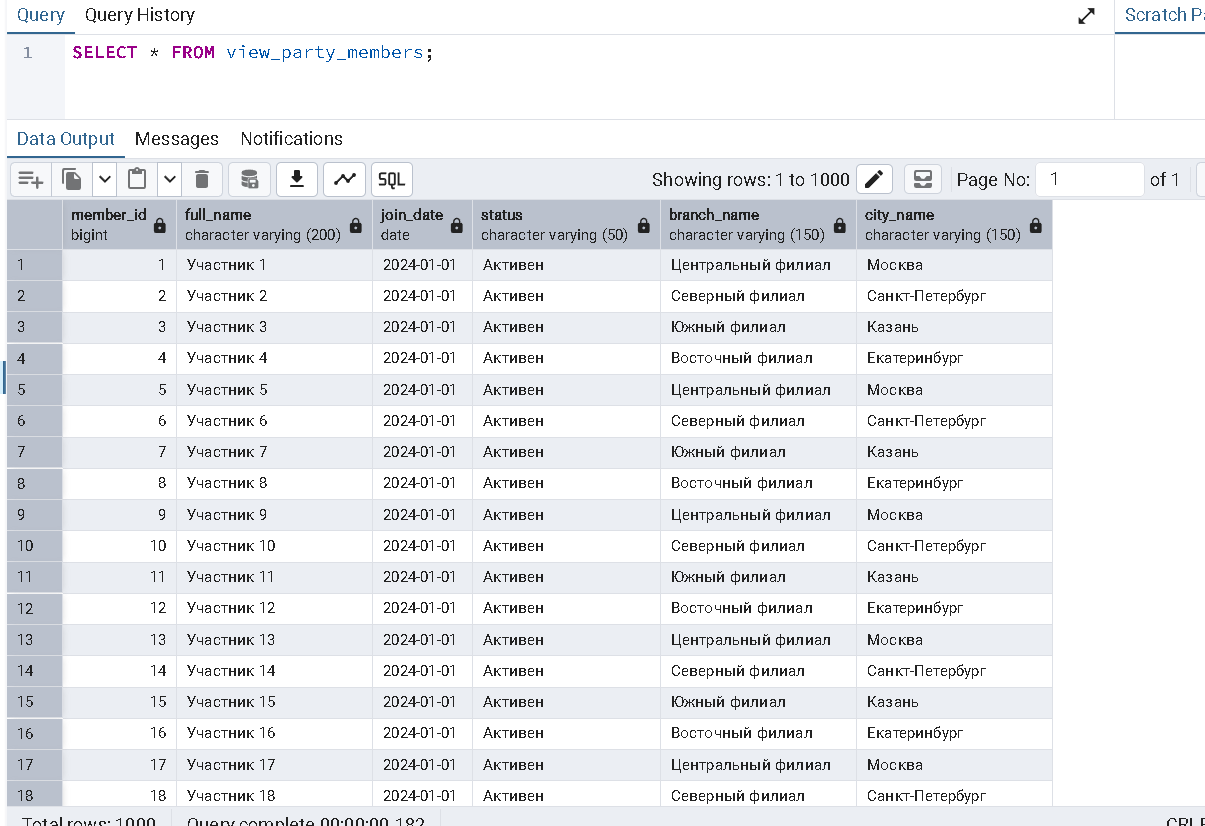 Query Query History Scratch Pa
1 SELECT * FROM view_party_members;
Data Output Messages Notifications
SQL Showing rows: 1 to 1000 Page No: 1 of 1
member_id full_name join_date status branch_name city_name
bigint character varying (200) date character varying (50) character varying (150) character varying (150)
1 1 Участник 1 2024-01-01 Активен Центральный филиал Москва
2 2 Участник 2 2024-01-01 Активен Северный филиал Санкт-Петербург
3 3 Участник 3 2024-01-01 Активен Южный филиал Казань
4 4 Участник 4 2024-01-01 Активен Восточный филиал Екатеринбург
5 5 Участник 5 2024-01-01 Активен Центральный филиал Москва
6 6 Участник 6 2024-01-01 Активен Северный филиал Санкт-Петербург
7 7 Участник 7 2024-01-01 Активен Южный филиал Казань
8 8 Участник 8 2024-01-01 Активен Восточный филиал Екатеринбург
9 9 Участник 9 2024-01-01 Активен Центральный филиал Москва
10 10 Участник 10 2024-01-01 Активен Северный филиал Санкт-Петербург
11 11 Участник 11 2024-01-01 Активен Южный филиал Казань
12 12 Участник 12 2024-01-01 Активен Восточный филиал Екатеринбург
13 13 Участник 13 2024-01-01 Активен Центральный филиал Москва
14 14 Участник 14 2024-01-01 Активен Северный филиал Санкт-Петербург
15 15 Участник 15 2024-01-01 Активен Южный филиал Казань
16 16 Участник 16 2024-01-01 Активен Восточный филиал Екатеринбург
17 17 Участник 17 2024-01-01 Активен Центральный филиал Москва
18 18 Участник 18 2024-01-01 Активен Северный филиал Санкт-Петербург
Total rows: 1000 Query complete 00:00:00.182 CRLF